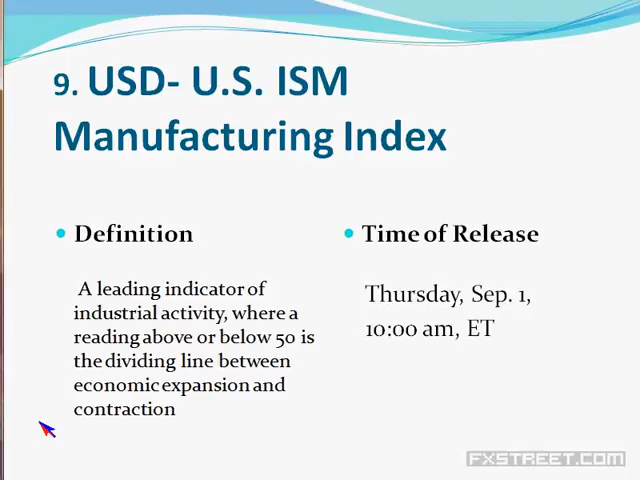 9. USD- U.S. ISM
Manufacturing Index
Definition
A leading indicator of
industrial activity, where a
reading above or below 50 is
the dividing line between
economic expansion and
contraction
Time of Release
Thursday, Sep. 1,
10:00 am, ET
FXSTREET.COM